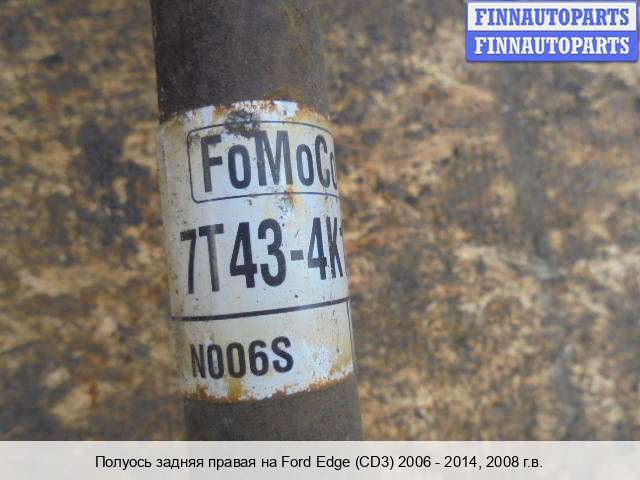 FINNAUTOPARTS
FINNAUTOPARTS
FoMoCo
7T43-4K
N006S
Полуось задняя правая на Ford Edge (CD3) 2006 - 2014, 2008 г.в.